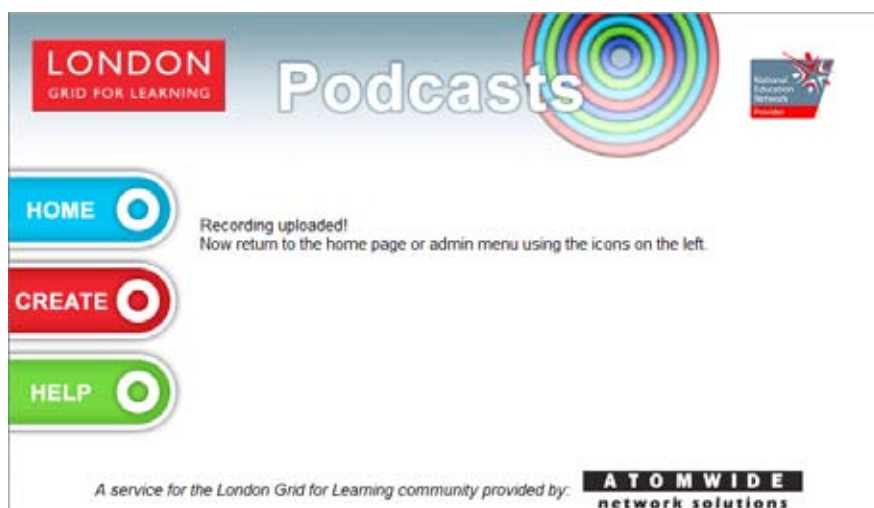 LONDON
GRID FOR LEARNING
Podcasts
National
Education
Network
Provider
HOME
Recording uploaded!
Now return to the home page or admin menu using the icons on the left.
CREATE
HELP
A service for the London Grid for Learning community provided by:
ATOMWIDE
network solutions